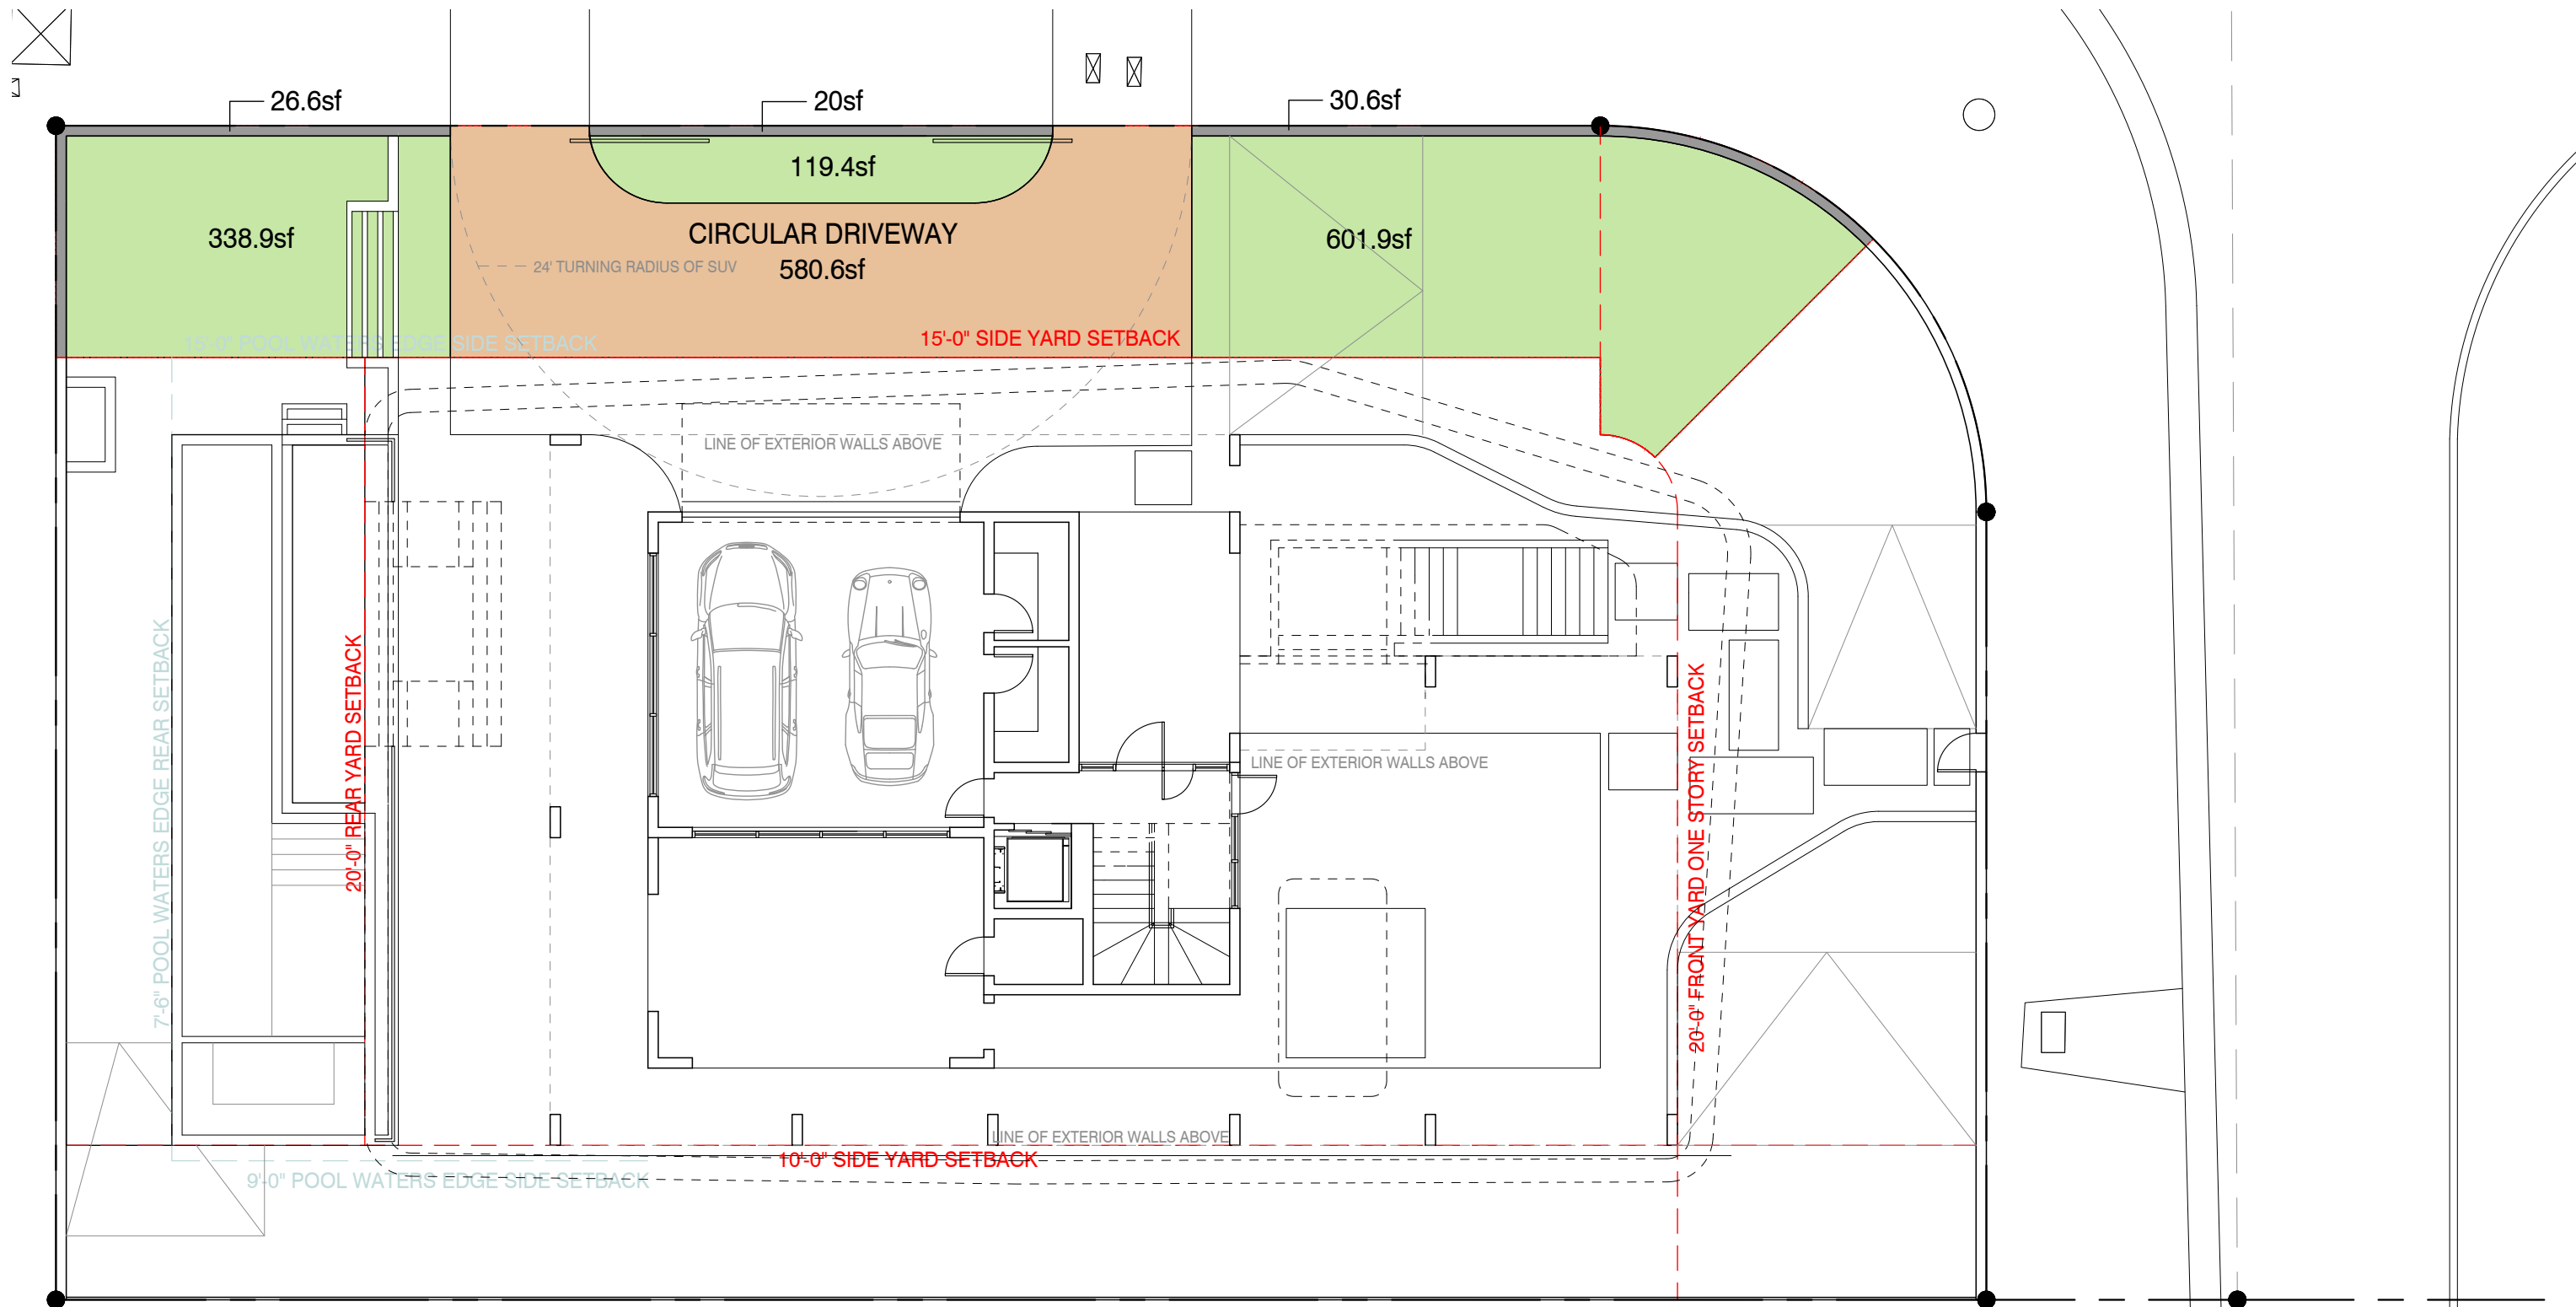 26.6sf
20sf
30.6sf
119.4sf
338.9sf
CIRCULAR DRIVEWAY
601.9sf
24' TURNING RADIUS OF SUV
580.6sf
15'-0" POOL WATERS EDGE SIDE SETBACK
15'-0" SIDE YARD SETBACK
LINE OF EXTERIOR WALLS ABOVE
7'-6" POOL WATERS EDGE REAR SETBACK
20'-0" REAR YARD SETBACK
LINE OF EXTERIOR WALLS ABOVE
20'-0" FRONT YARD ONE STORY SETBACK
LINE OF EXTERIOR WALLS ABOVE
10'-0" SIDE YARD SETBACK
9'-0" POOL WATERS EDGE SIDE SETBACK